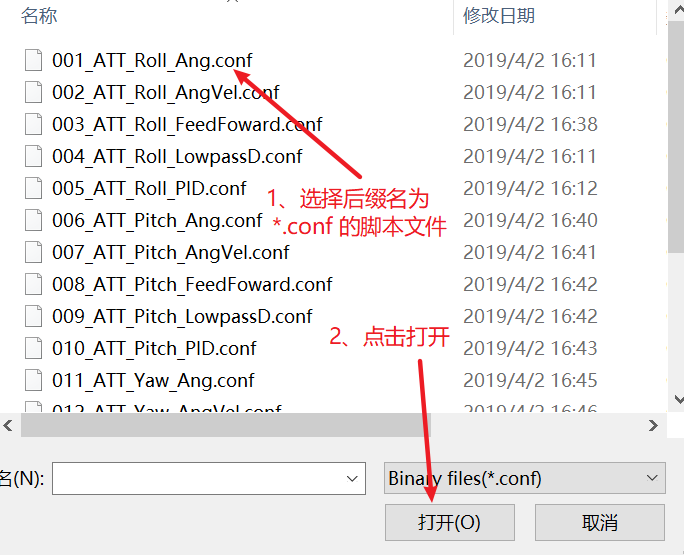 名称 修改日期
001_ATT_Roll_Ang.conf 2019/4/2 16:11
002_ATT_Roll_AngVel.conf 2019/4/2 16:11
003_ATT_Roll_FeedFoward.conf 2019/4/2 16:38
004_ATT_Roll_LowpassD.conf 2019/4/2 16:11
005_ATT_Roll_PID.conf 2019/4/2 16:12
1、选择后缀名为
006_ATT_Pitch_Ang.conf 2019/4/2 16:40
*.conf 的脚本文件
007_ATT_Pitch_AngVel.conf 2019/4/2 16:41
008_ATT_Pitch_FeedFoward.conf 2019/4/2 16:42
009_ATT_Pitch_LowpassD.conf 2019/4/2 16:42
2、点击打开
010_ATT_Pitch_PID.conf 2019/4/2 16:43
011_ATT_Yaw_Ang.conf 2019/4/2 16:45
012_ATT_Yaw_AngVel.conf 2019/4/2 16:46
名(N): Binary files(*.conf)
打开(O) 取消